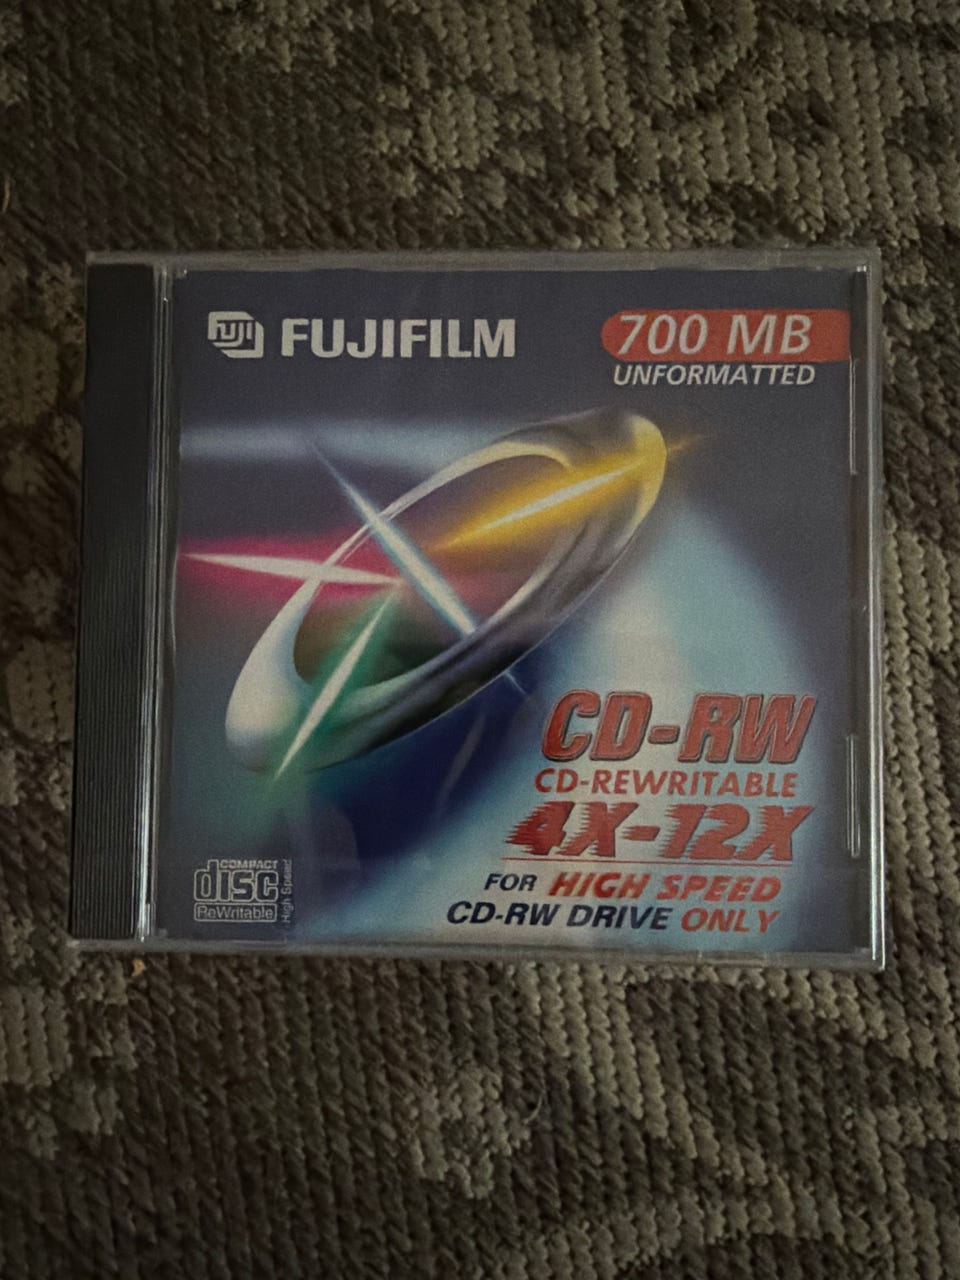 FUJI FUJIFILM
700 MB
UNFORMATTED
CD-RW
CD-REWRITABLE
4X-12X
FOR HIGH SPEED
CD-RW DRIVE ONLY
COMPACT
disc
ReWritable
High Speed